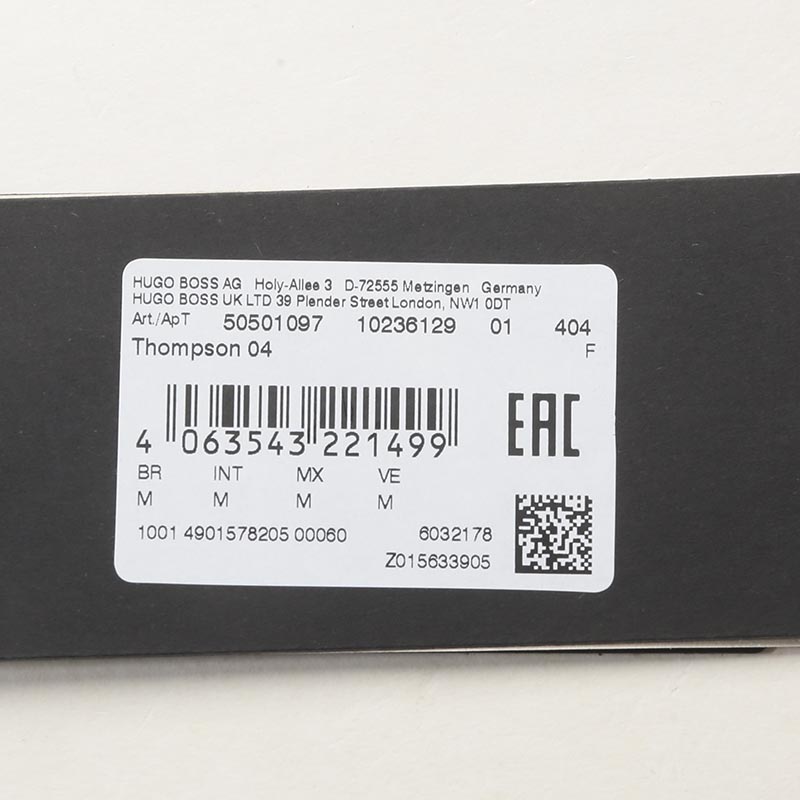 HUGO BOSS AG Holy-Allee 3 D-72555 Metzingen Germany
HUGO BOSS UK LTD 39 Plender Street London, NW1 0DT
Art./АрТ 50501097 10236129 01 404
Thompson 04 F
EAC
4 063543 221499
BR INT MX VE
M M M M
1001 4901578205 00060 6032178
Z015633905